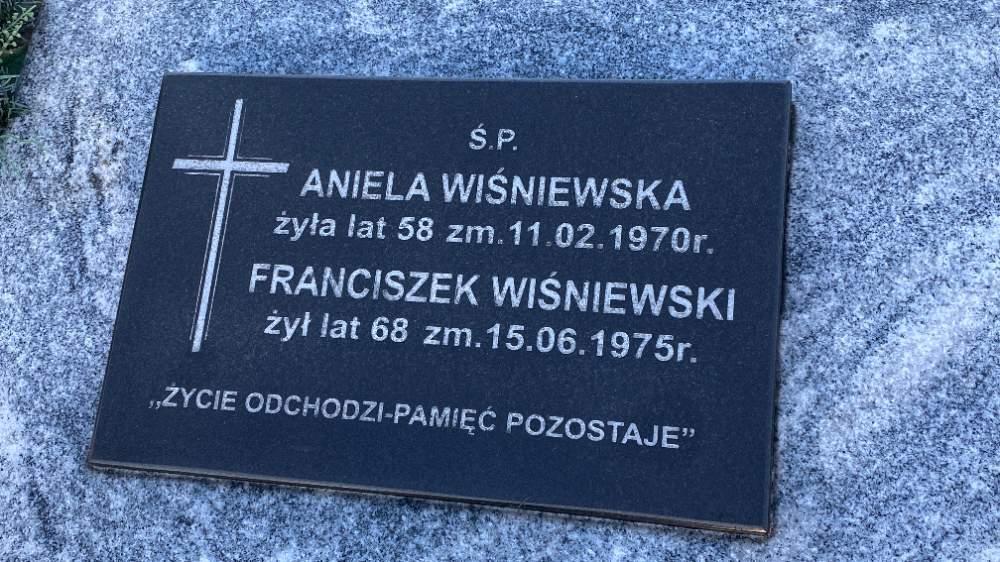 Ś.P.
ANIELA WIŚNIEWSKA
żyła lat 58 zm.11.02.1970r.
FRANCISZEK WIŚNIEWSKI
żył lat 68 zm.15.06.1975r.
,,ŻYCIE ODCHODZI-PAMIĘĆ POZOSTAJE”